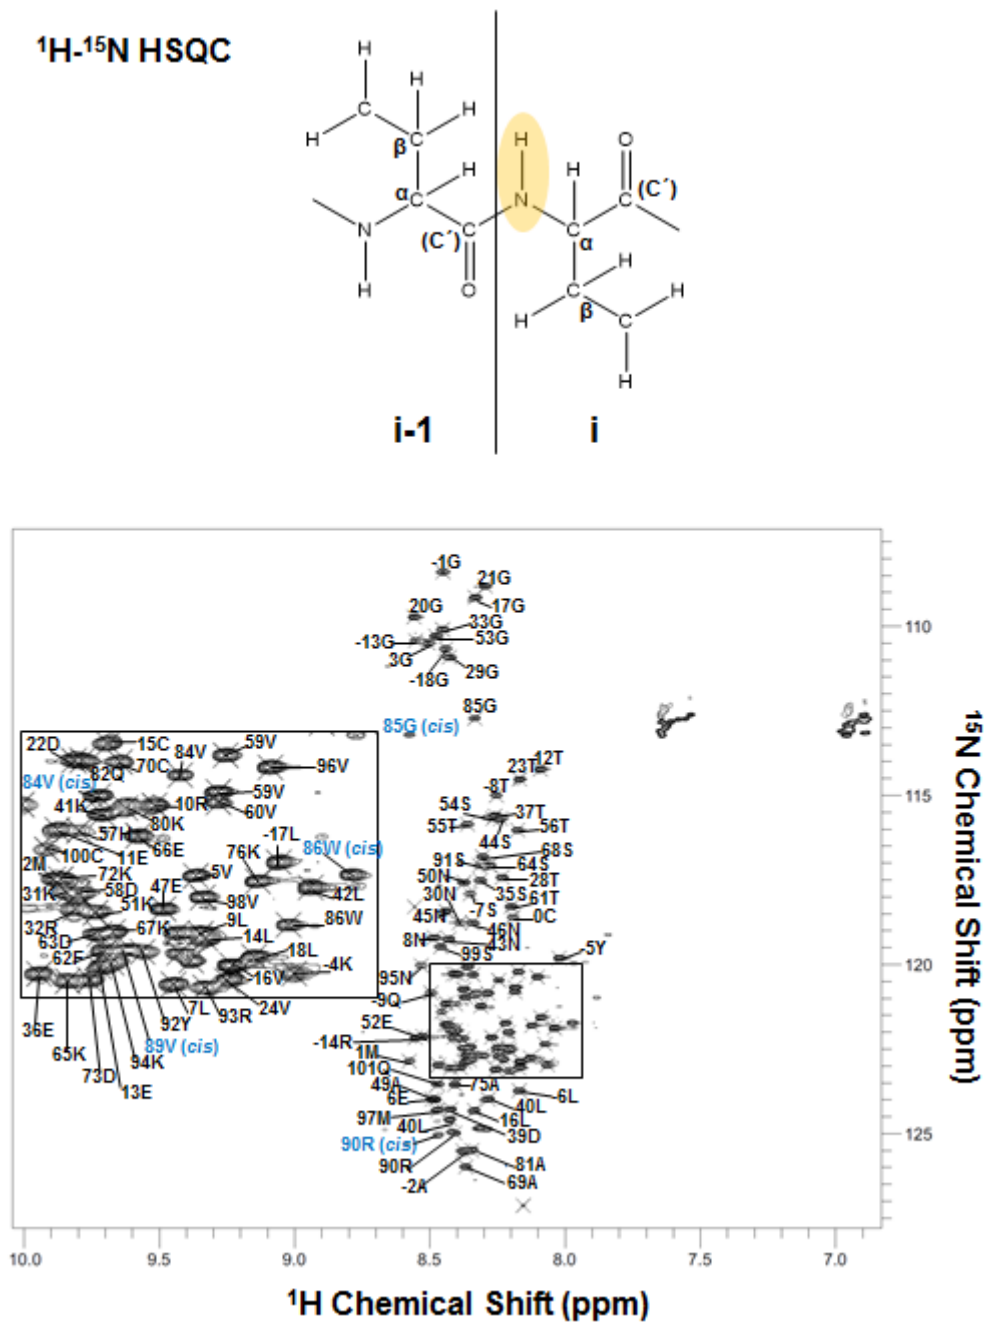 ¹H-¹⁵N HSQC
H
H
C H H
H β C H H O
α C C (C´)
N (C´) C N C α
H O H C β C H
H
i-1 i
-1G
21G
20G 17G
33G
-13G 53G
3G
-18G 29G
85G
85G (cis)
22D 15C 84V 59V
82Q -70C 96V
84V (cis) 59V
41K 10R 60V
80K
57H -17L
11E 66E
100C 76K 86W (cis)
2M 72K 5V
31K 58D 47E 42L
51K 98V
32R 67K 9L 86W
63D 14L
62F 18L -4K
16V
36E 7L 24V
92Y 93R
65K 89V (cis)
94K
73D
13E
12T
23T
-8T
54S 37T
55T 56T
44S
91S 68S
64S
50N 28T
30N 35S 61T
45N -7S 0C
46N
8N 43N
99S -5Y
95N
-9Q
52E
-14R
1M
101Q
49A 75A
6E 40L 6L
97M 16L
40L 39D
90R (cis)
90R 81A
-2A 69A
110
115
120
125
¹⁵N Chemical Shift (ppm)
10.0 9.5 9.0 8.5 8.0 7.0
¹H Chemical Shift (ppm)